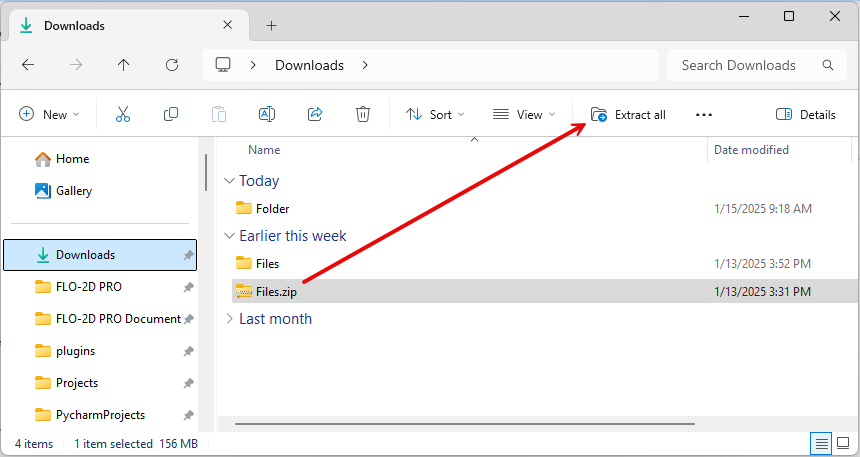 Downloads
Downloads
Search Downloads
New
Sort
View
Extract all
Details
Home
Gallery
Downloads
FLO-2D PRO
FLO-2D PRO Document
plugins
Projects
PycharmProjects
Name
Date modified
Today
Folder
1/15/2025 9:18 AM
Earlier this week
Files
1/13/2025 3:52 PM
Files.zip
1/13/2025 3:31 PM
Last month
4 items
1 item selected 156 MB